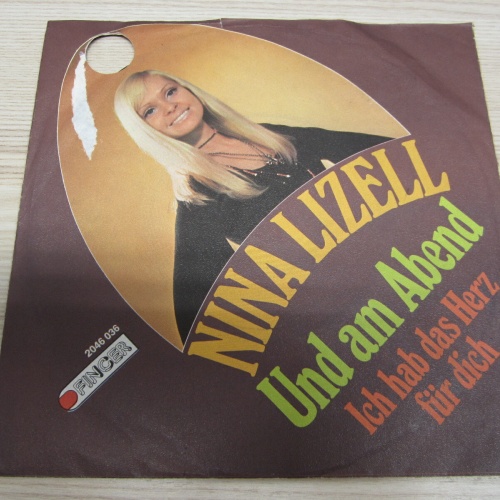 NINA LIZELL
Und am Abend
Ich hab das Herz
für dich
2046 036
FINGER